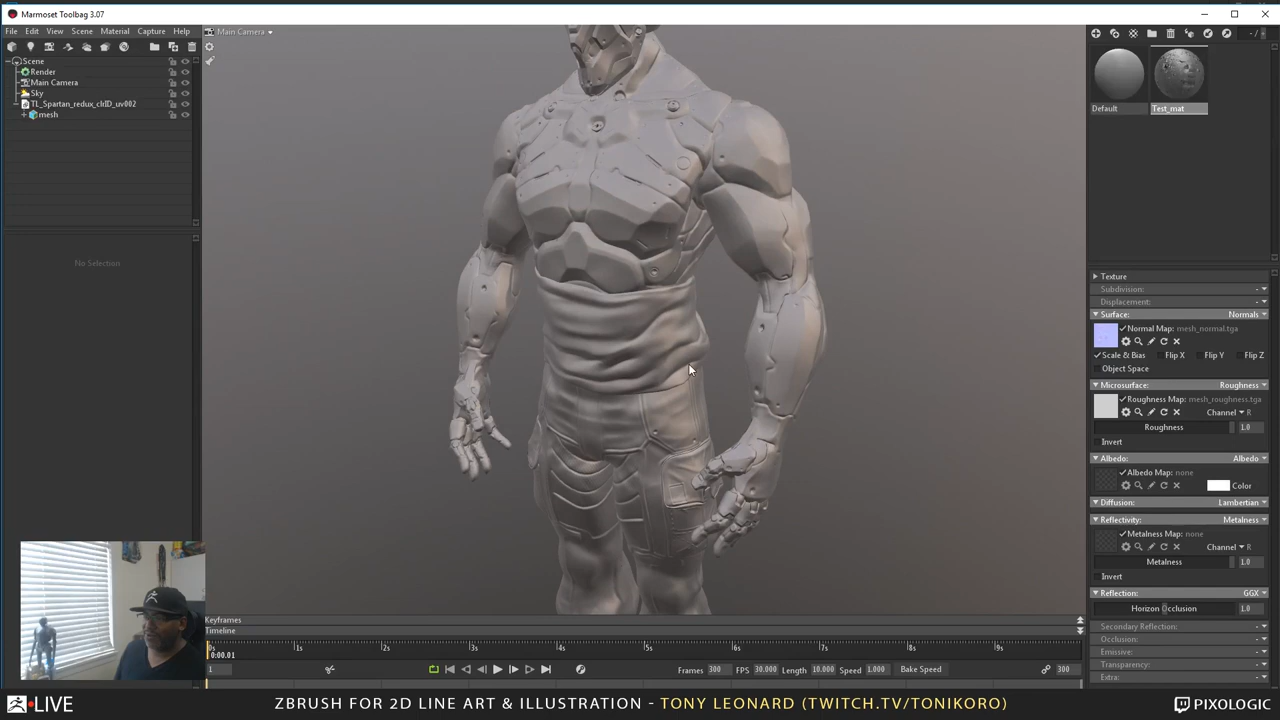 Marmoset Toolbag 3.07
File Edit View Scene Material Capture Help
Main Camera
- /
Scene
Render
Main Camera
Sky
TL_Spartan_redux_clrID_uv002
mesh
No Selection
Default
Test_mat
Texture
Subdivision: -
Displacement: -
Surface: Normals
Normal Map: mesh_normal.tga
Scale & Bias Flip X Flip Y Flip Z
Object Space
Microsurface: Roughness
Roughness Map: mesh_roughness.tga
Channel R
Roughness 1.0
Invert
Albedo: Albedo
Albedo Map: none
Color
Diffusion: Lambertian
Reflectivity: Metalness
Metalness Map: none
Channel R
Metalness 1.0
Invert
Reflection: GGX
Horizon Occlusion 1.0
Secondary Reflection: -
Occlusion: -
Emissive: -
Transparency: -
Extra: -
Keyframes
Timeline
0s 1s 2s 3s 4s 5s 6s 7s 8s 9s
0:00.01
1 Frames 300 FPS 30.000 Length 10.000 Speed 1.000 Bake Speed 300
LIVE ZBRUSH FOR 2D LINE ART & ILLUSTRATION - TONY LEONARD (TWITCH.TV/TONIKORO) PIXOLOGIC